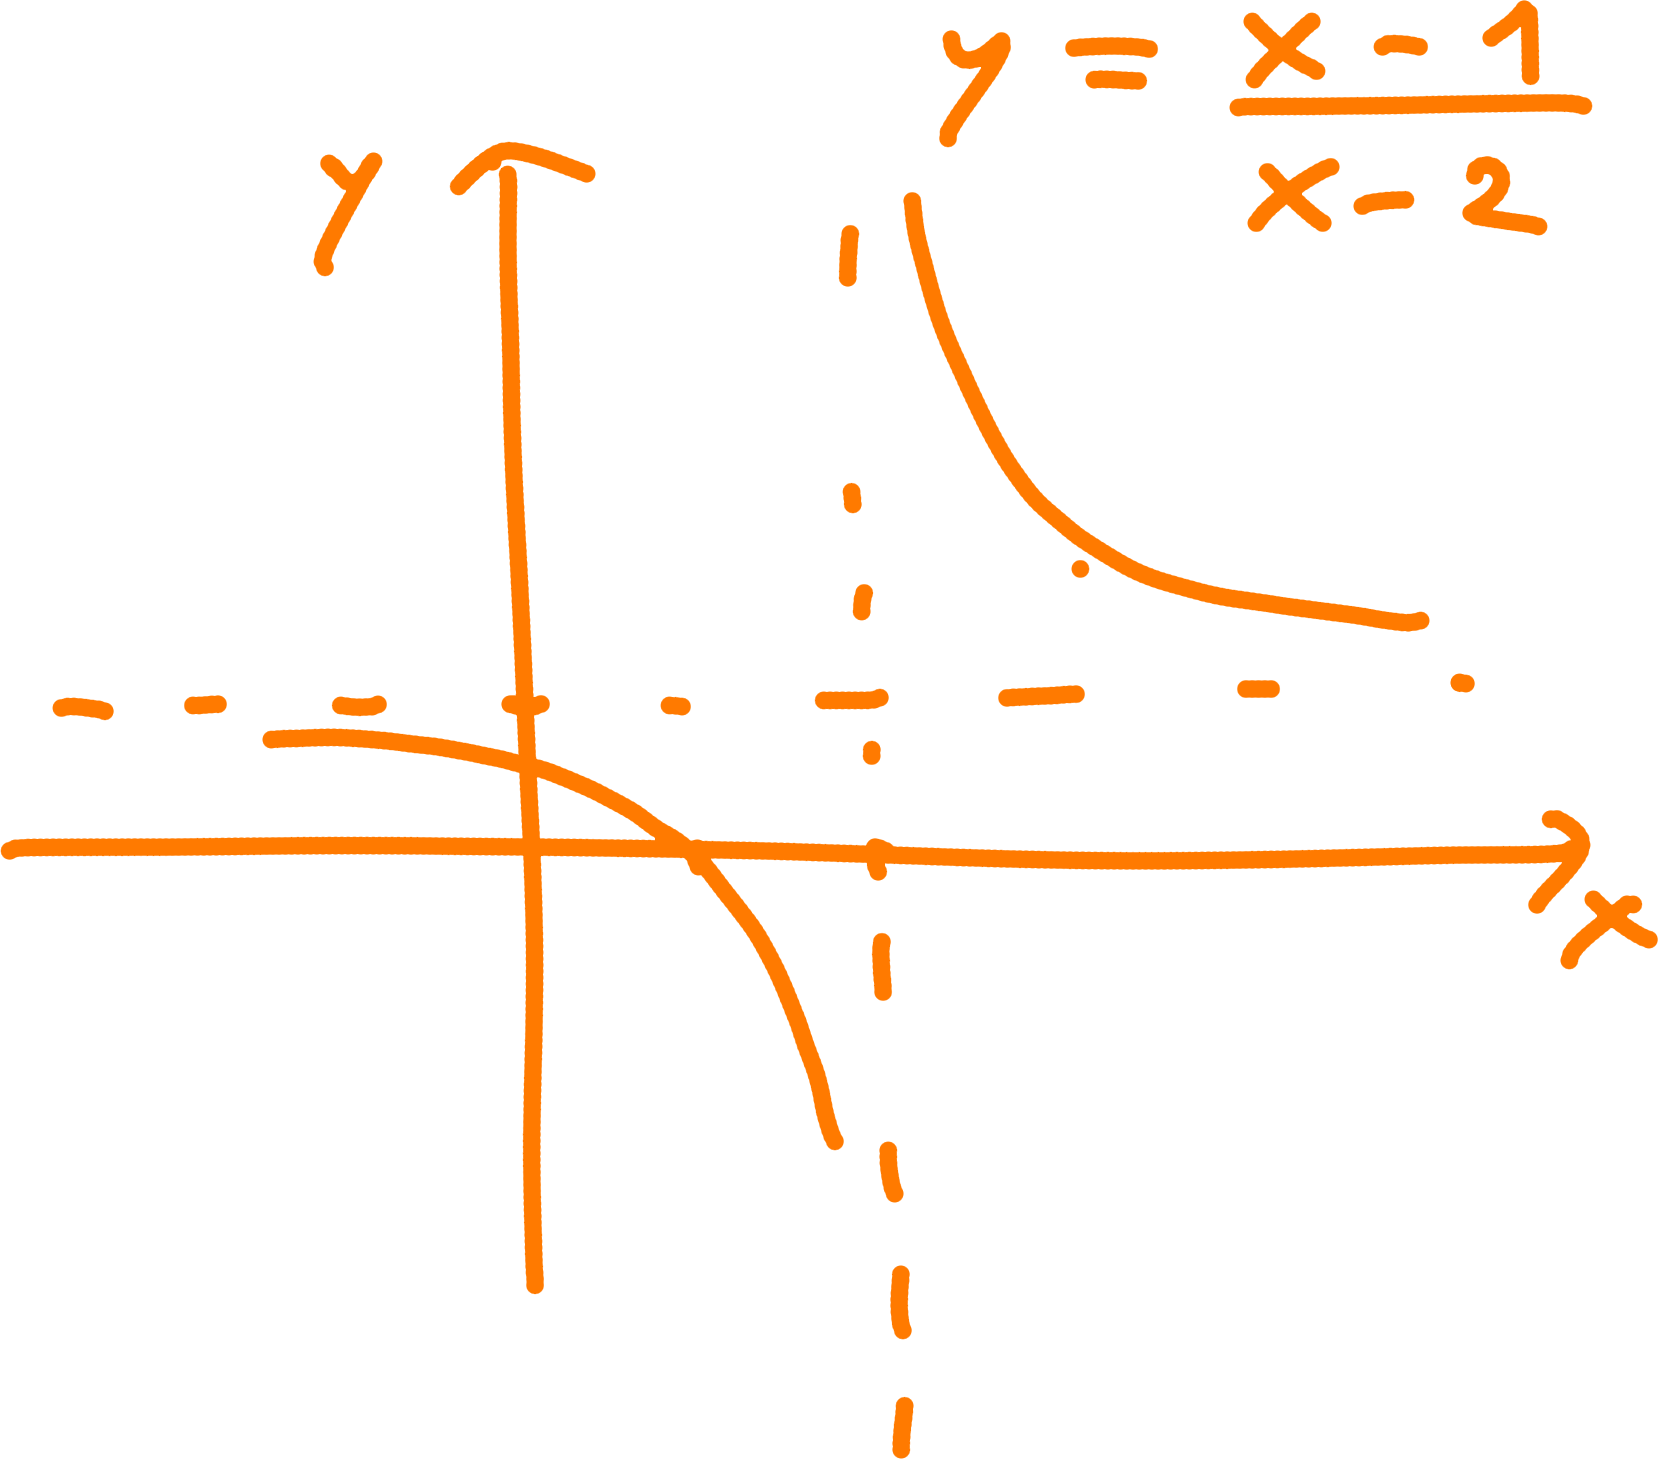 y = x - 1
x - 2
y
x